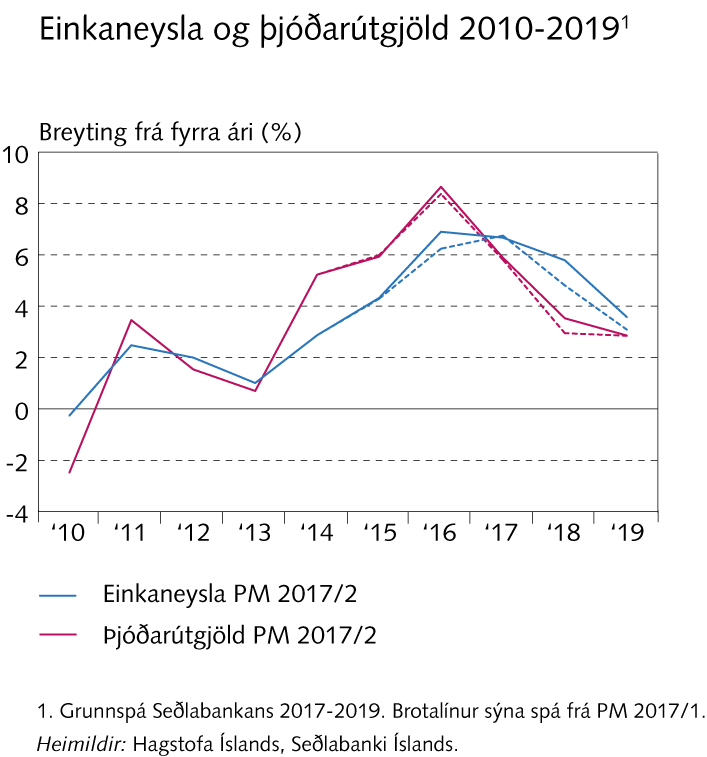 Einkaneysla og þjóðarútgjöld 2010-2019¹
Breyting frá fyrra ári (%)
10
8
6
4
2
0
-2
-4
‘10 ‘11 ‘12 ‘13 ‘14 ‘15 ‘16 ‘17 ‘18 ‘19
Einkaneysla PM 2017/2
Þjóðarútgjöld PM 2017/2
1. Grunnspá Seðlabankans 2017-2019. Brotalínur sýna spá frá PM 2017/1.
Heimildir: Hagstofa Íslands, Seðlabanki Íslands.